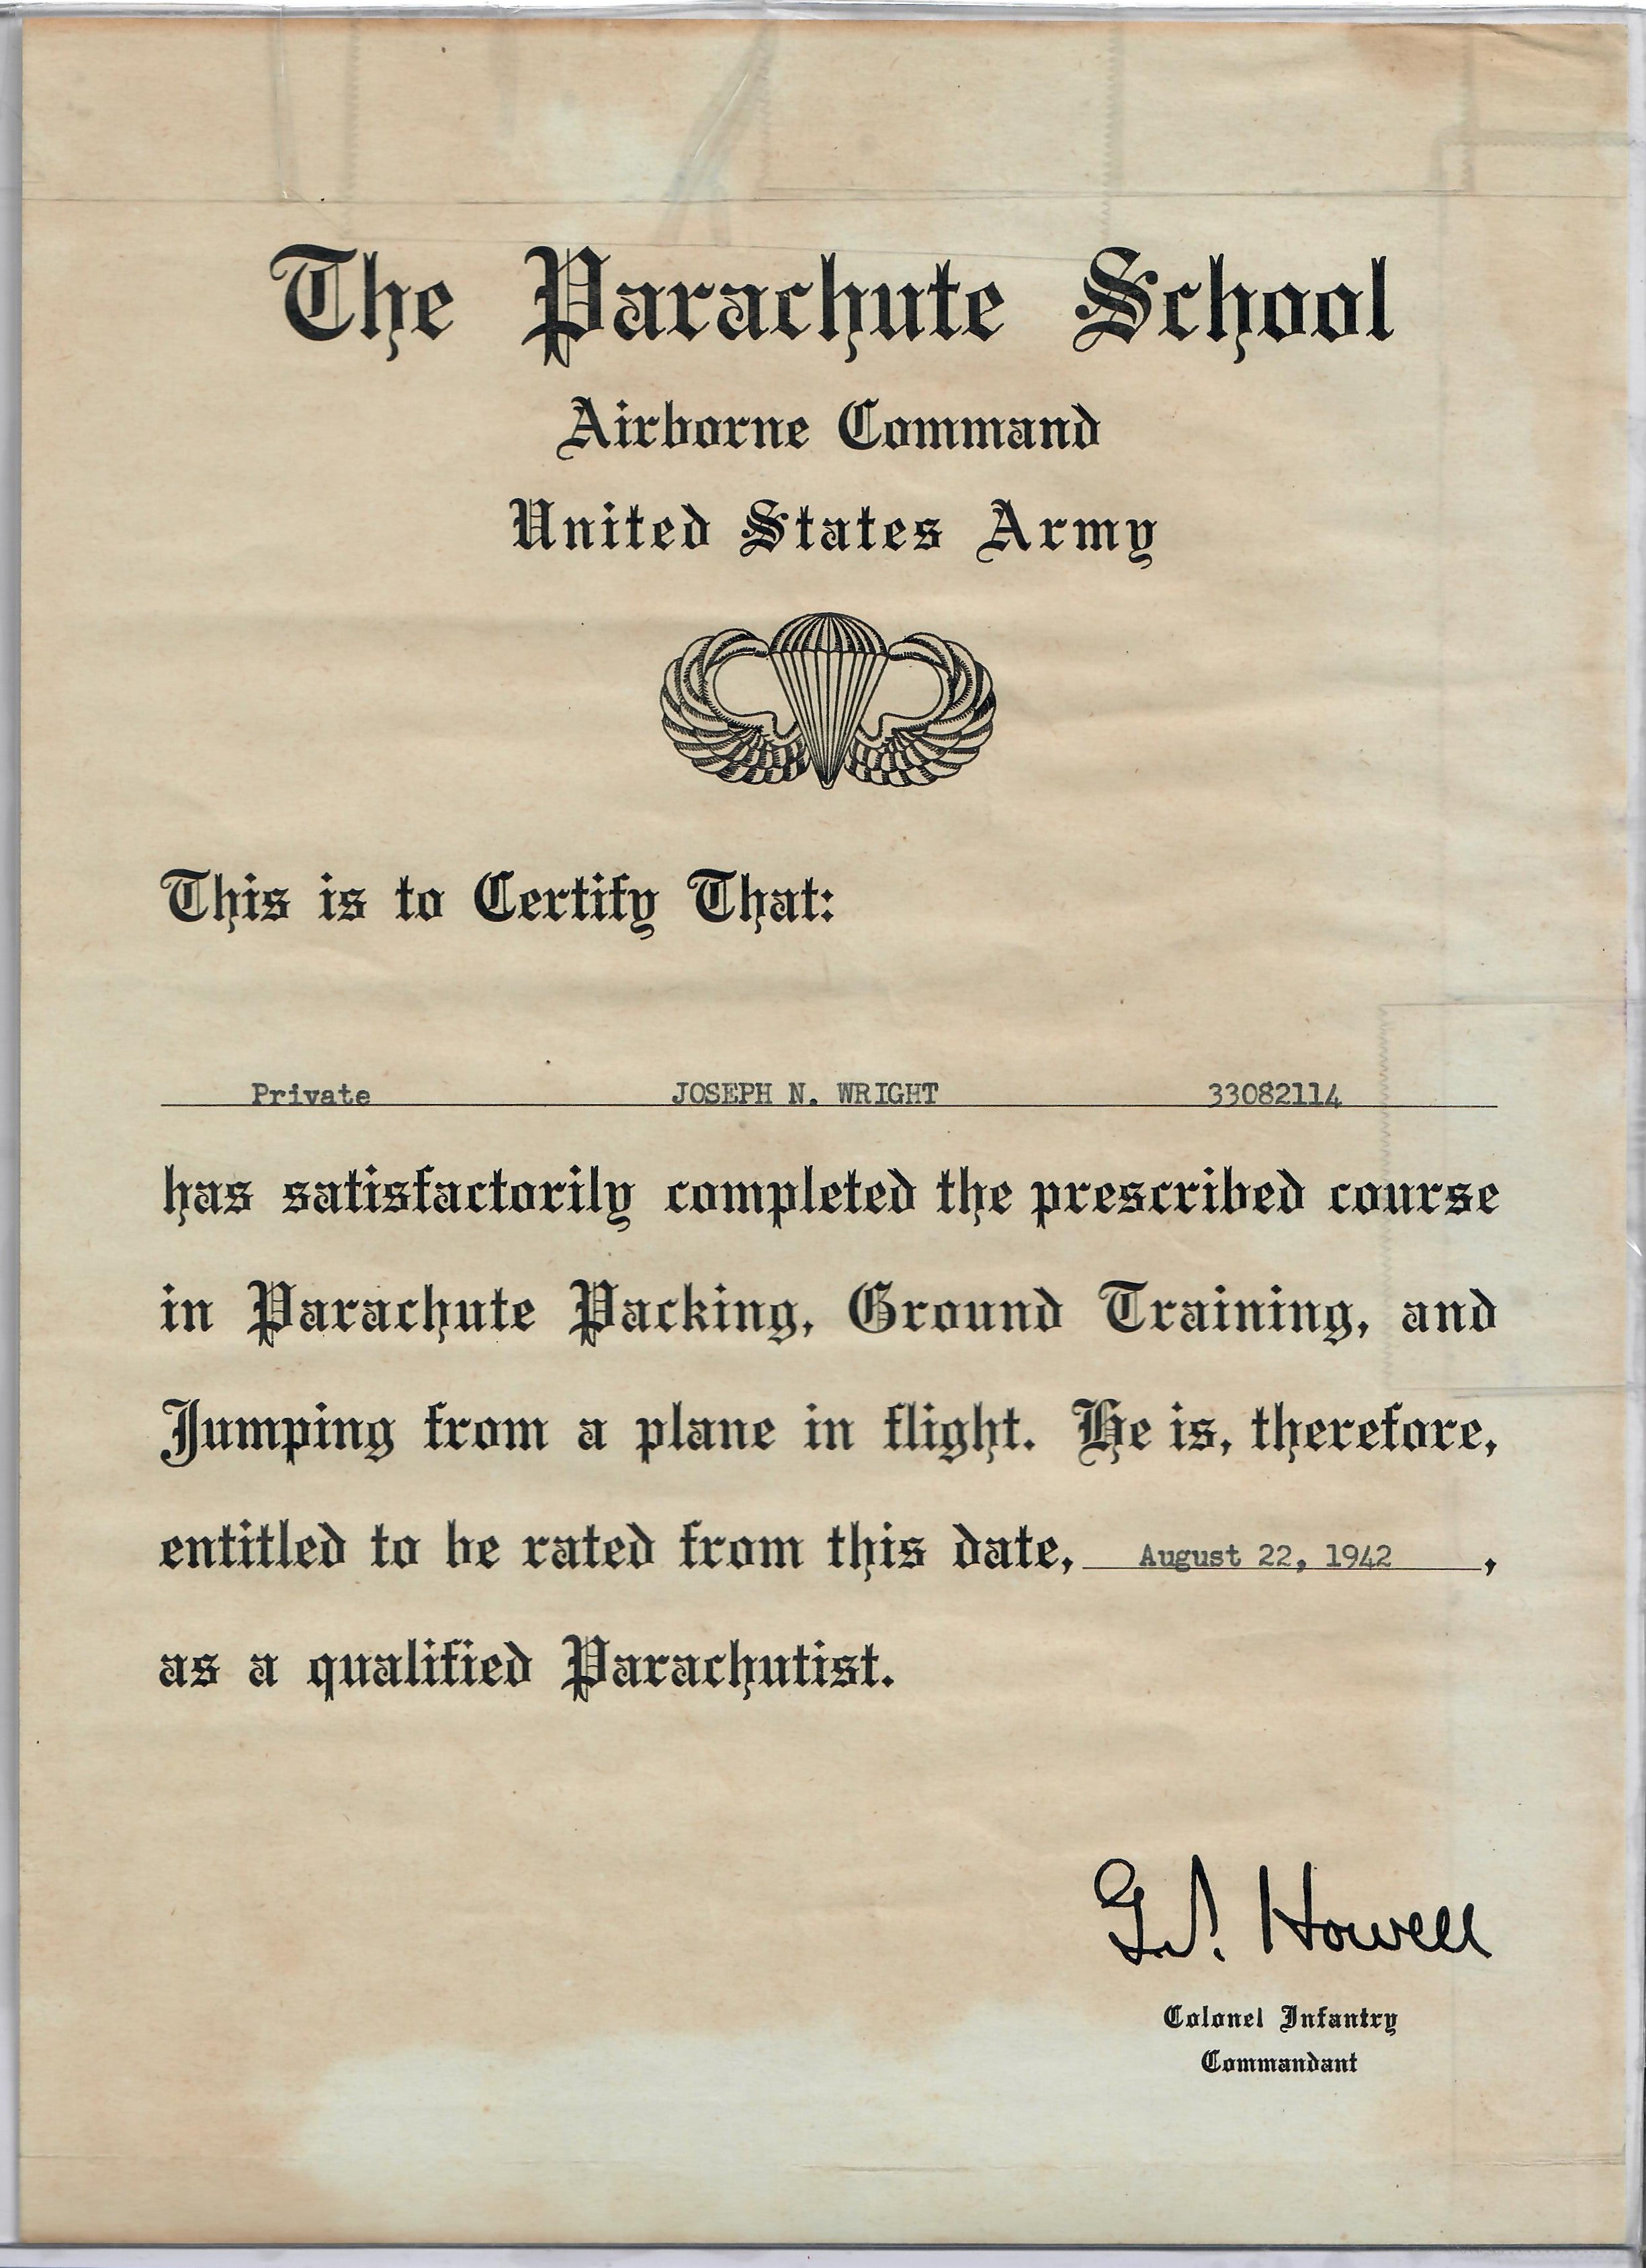 The Parachute School
Airborne Command
United States Army
This is to Certify That:
Private JOSEPH N. WRIGHT 33082114
has satisfactorily completed the prescribed course
in Parachute Packing, Ground Training, and
Jumping from a plane in flight. He is, therefore,
entitled to be rated from this date, August 22, 1942,
as a qualified Parachutist.
G.P. Howell
Colonel Infantry
Commandant